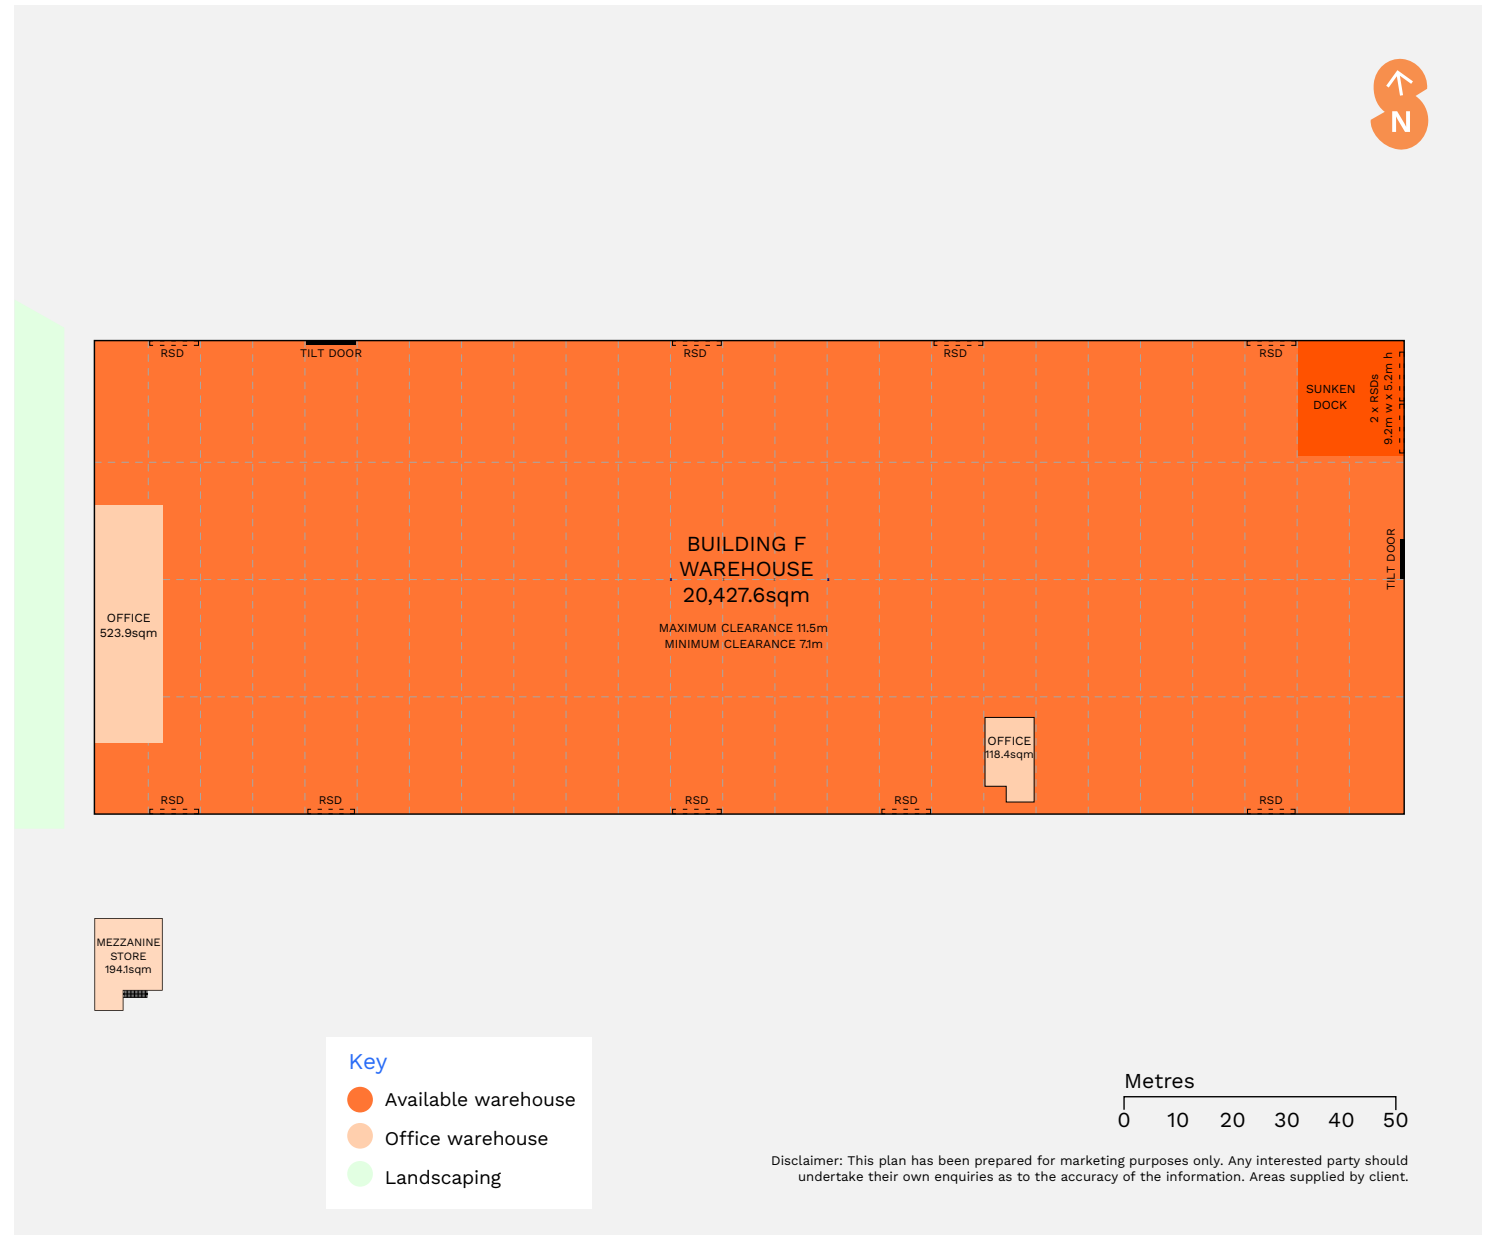 N
RSD
TILT DOOR
RSD
RSD
RSD
SUNKEN
DOCK
2 x RSDs
9.2m w x 5.2m h
TILT DOOR
BUILDING F
WAREHOUSE
20,427.6sqm
MAXIMUM CLEARANCE 11.5m
MINIMUM CLEARANCE 7.1m
OFFICE
523.9sqm
OFFICE
118.4sqm
RSD
RSD
RSD
RSD
RSD
MEZZANINE
STORE
194.1sqm
Key
Available warehouse
Office warehouse
Landscaping
Metres
0 10 20 30 40 50
Disclaimer: This plan has been prepared for marketing purposes only. Any interested party should
undertake their own enquiries as to the accuracy of the information. Areas supplied by client.